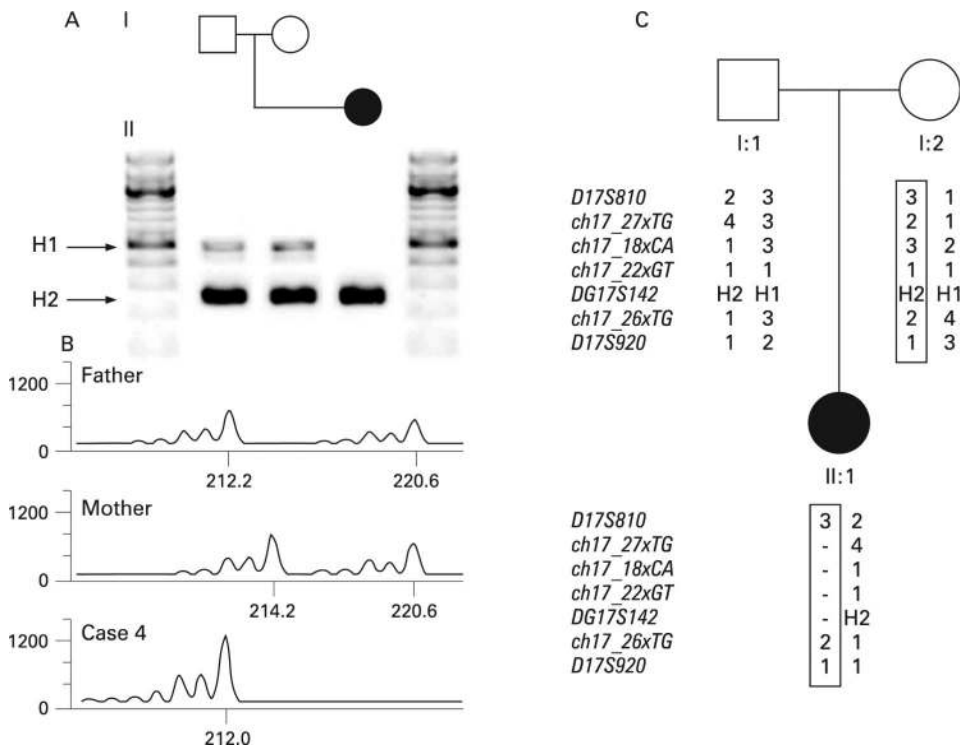 A
I
II
H1
H2
B
Father
1200
0
212.2
220.6
Mother
1200
0
214.2
220.6
Case 4
1200
0
212.0
C
I:1
I:2
D17S810 2 3 3 1
ch17_27xTG 4 3 2 1
ch17_18xCA 1 3 3 2
ch17_22xGT 1 1 1 1
DG17S142 H2 H1 H2 H1
ch17_26xTG 1 3 2 4
D17S920 1 2 1 3
II:1
D17S810 3 2
ch17_27xTG - 4
ch17_18xCA - 1
ch17_22xGT - 1
DG17S142 - H2
ch17_26xTG 2 1
D17S920 1 1